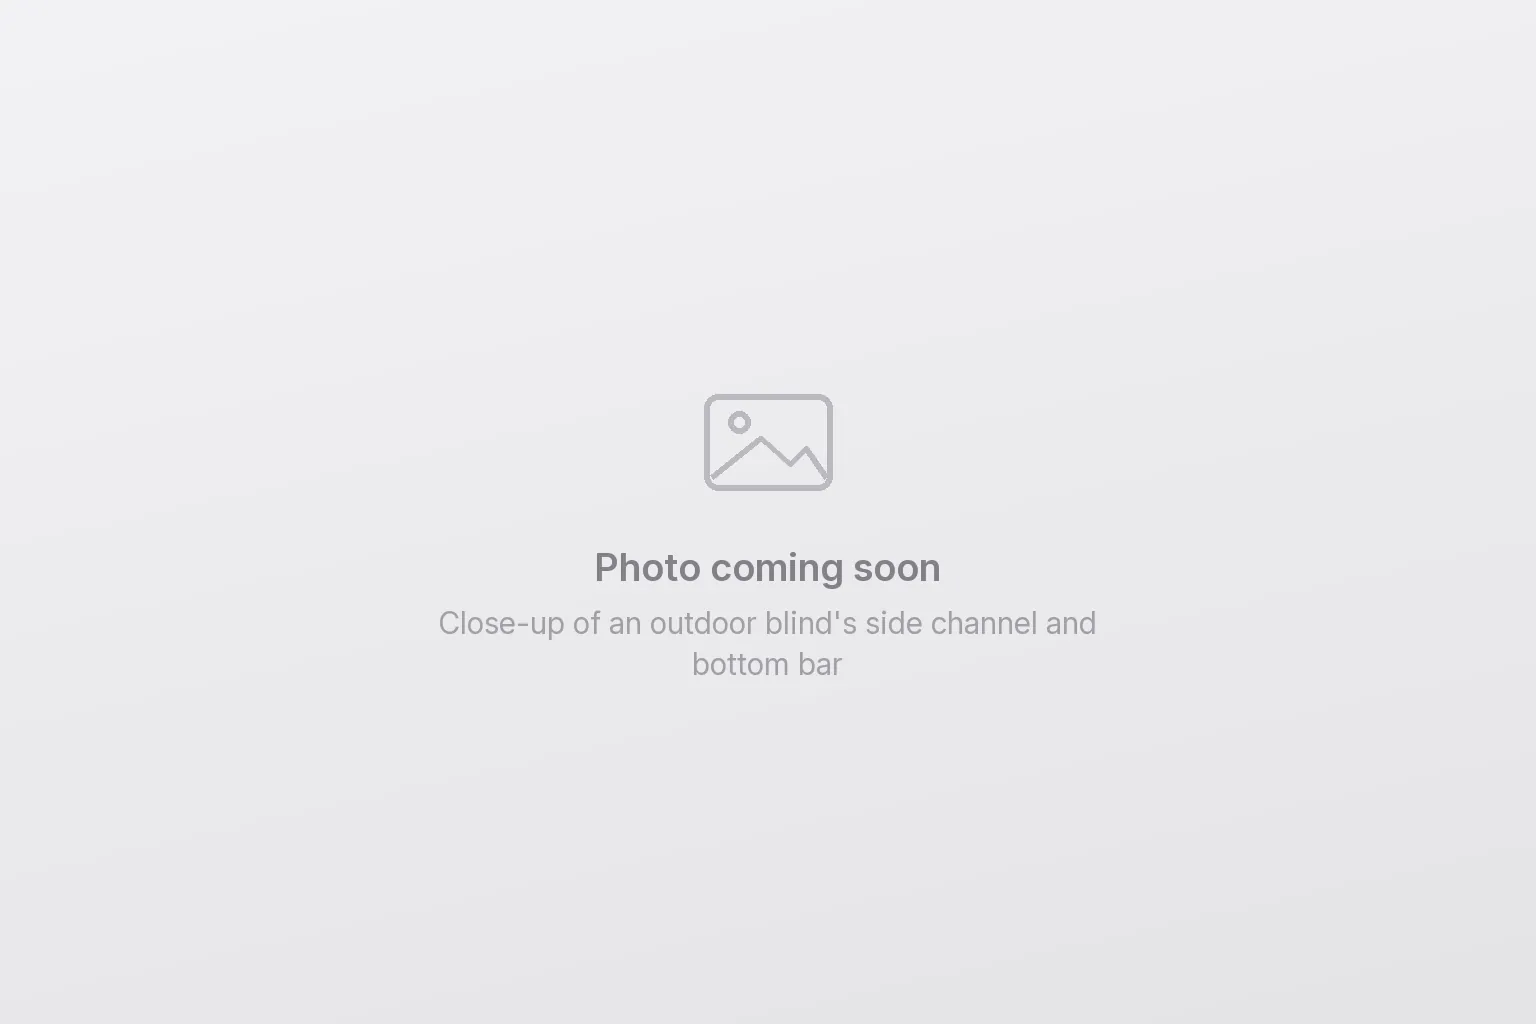 Photo coming soon
Close-up of an outdoor blind's side channel and
bottom bar